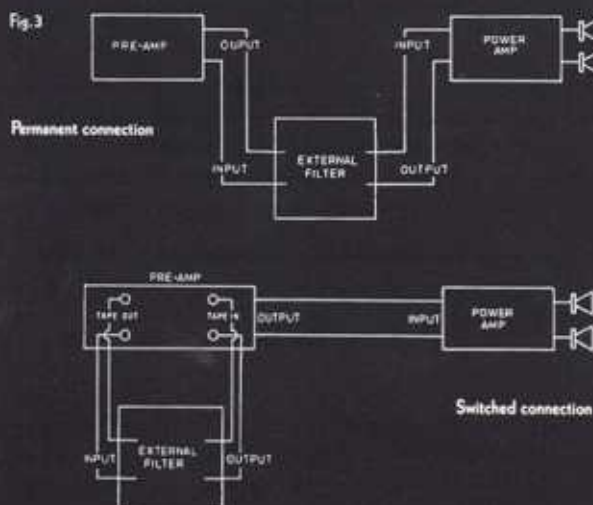 Fig.3
PRE-AMP
OUPUT
INPUT
POWER
AMP
Permanent connection
INPUT
EXTERNAL
FILTER
OUTPUT
PRE-AMP
TAPE OUT
TAPE IN
OUTPUT
INPUT
POWER
AMP
Switched connection
INPUT
EXTERNAL
FILTER
OUTPUT